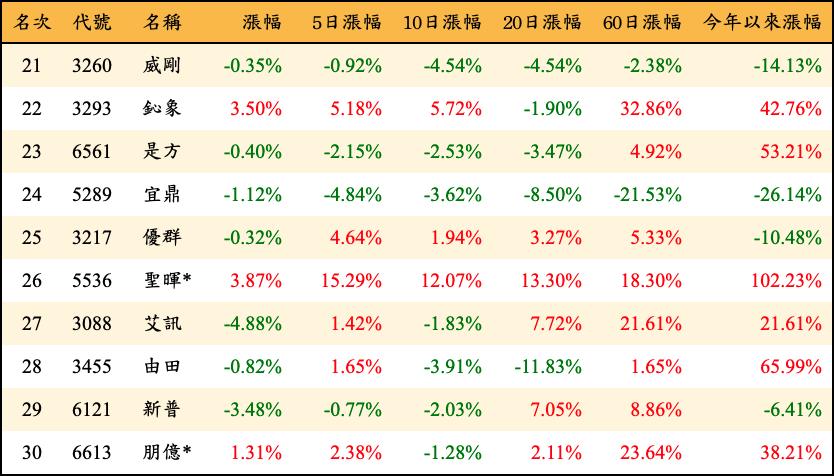 名次 代號 名稱 漲幅 5日漲幅 10日漲幅 20日漲幅 60日漲幅 今年以來漲幅
21 3260 威剛 -0.35% -0.92% -4.54% -4.54% -2.38% -14.13%
22 3293 鈊象 3.50% 5.18% 5.72% -1.90% 32.86% 42.76%
23 6561 是方 -0.40% -2.15% -2.53% -3.47% 4.92% 53.21%
24 5289 宜鼎 -1.12% -4.84% -3.62% -8.50% -21.53% -26.14%
25 3217 優群 -0.32% 4.64% 1.94% 3.27% 5.33% -10.48%
26 5536 聖暉* 3.87% 15.29% 12.07% 13.30% 18.30% 102.23%
27 3088 艾訊 -4.88% 1.42% -1.83% 7.72% 21.61% 21.61%
28 3455 由田 -0.82% 1.65% -3.91% -11.83% 1.65% 65.99%
29 6121 新普 -3.48% -0.77% -2.03% 7.05% 8.86% -6.41%
30 6613 朋億* 1.31% 2.38% -1.28% 2.11% 23.64% 38.21%